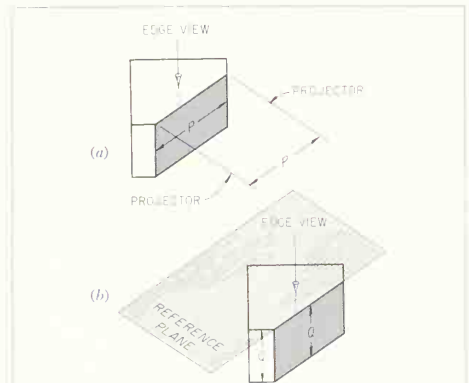 EDGE VIEW
PROJECTOR
P
(a)
P
PROJECTOR
EDGE VIEW
(b)
REFERENCE
PLANE
Q
Q